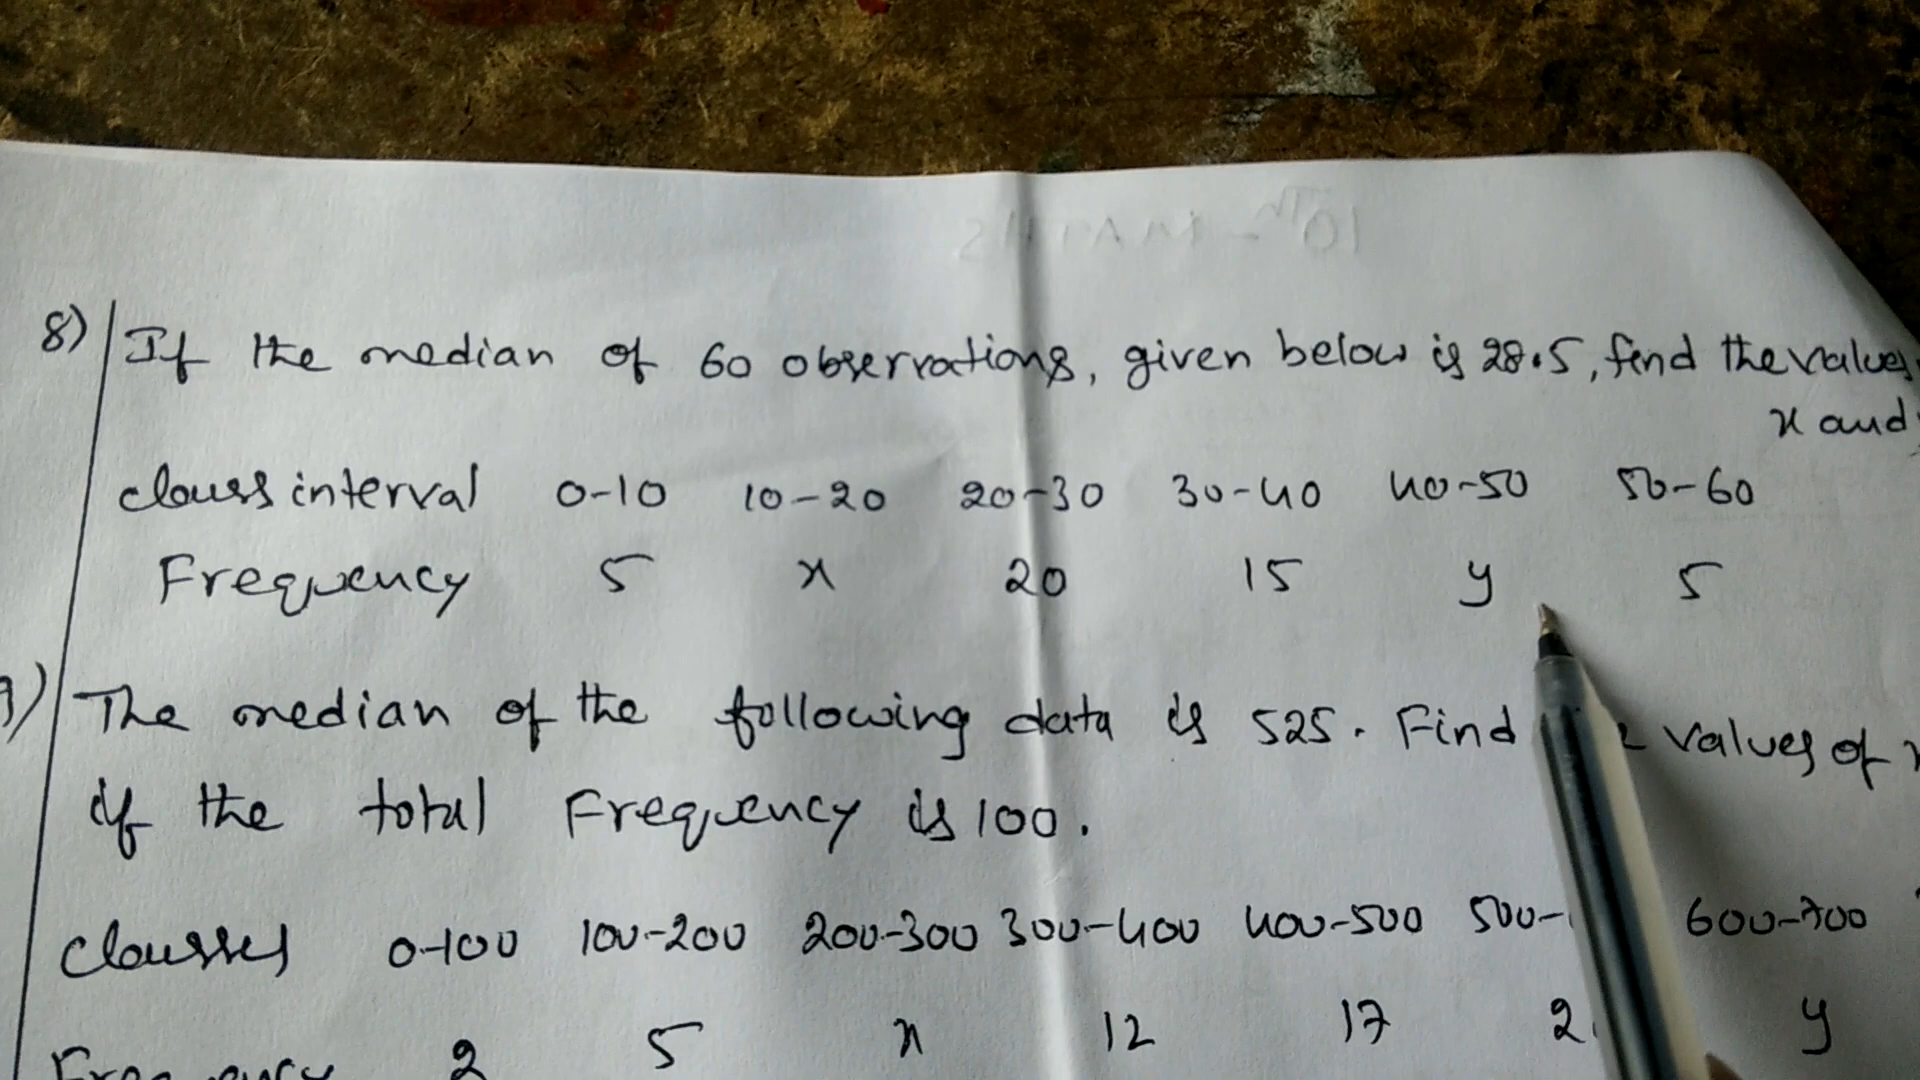 8) If the median of 60 observations, given below is 28.5, find the values
x and
class interval 0-10 10-20 20-30 30-40 40-50 50-60
Frequency 5 x 20 15 y 5
9) The median of the following data is 525. Find values of x
if the total Frequency is 100.
classes 0-100 100-200 200-300 300-400 400-500 500- 600-700
2 5 x 12 17 2 y